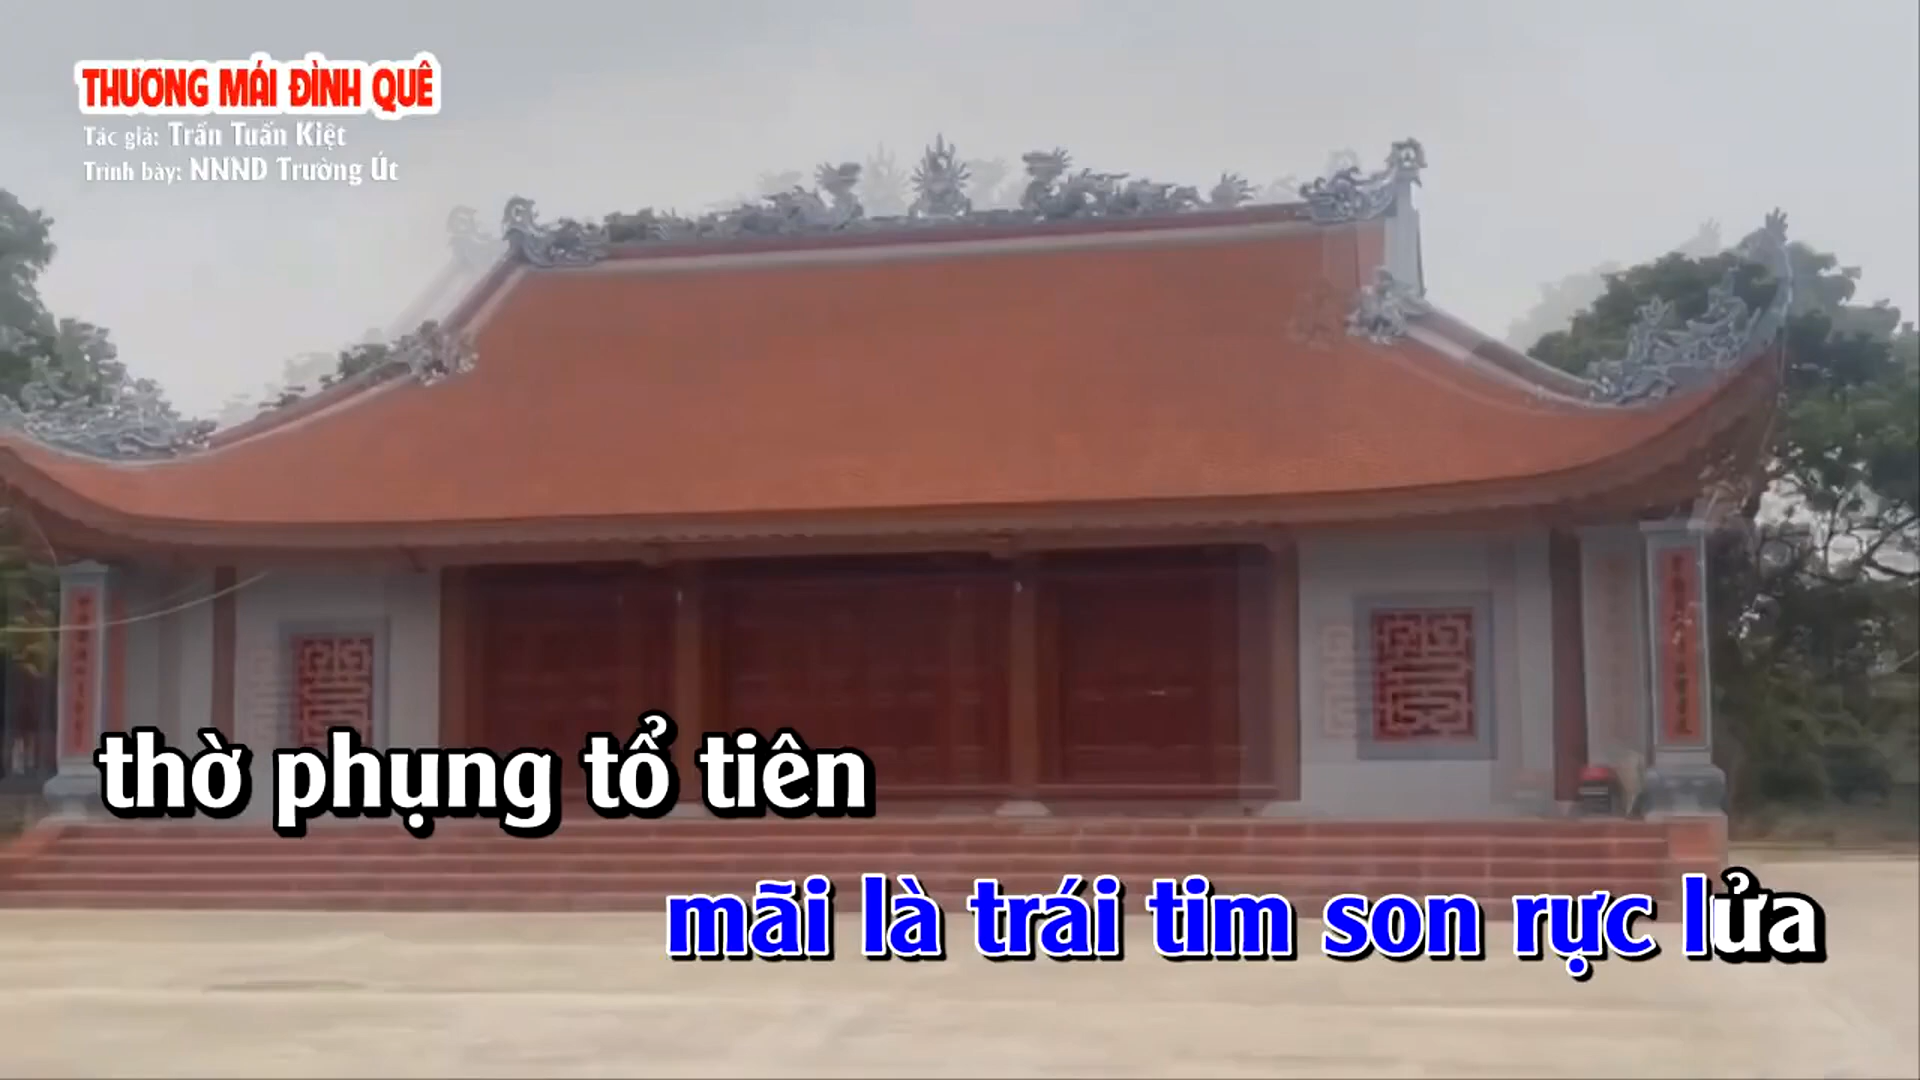 THƯƠNG MÁI ĐÌNH QUÊ
Tác giả: Trần Tuấn Kiệt
Trình bày: NNND Trường Út
thờ phụng tổ tiên
mãi là trái tim son rực lửa